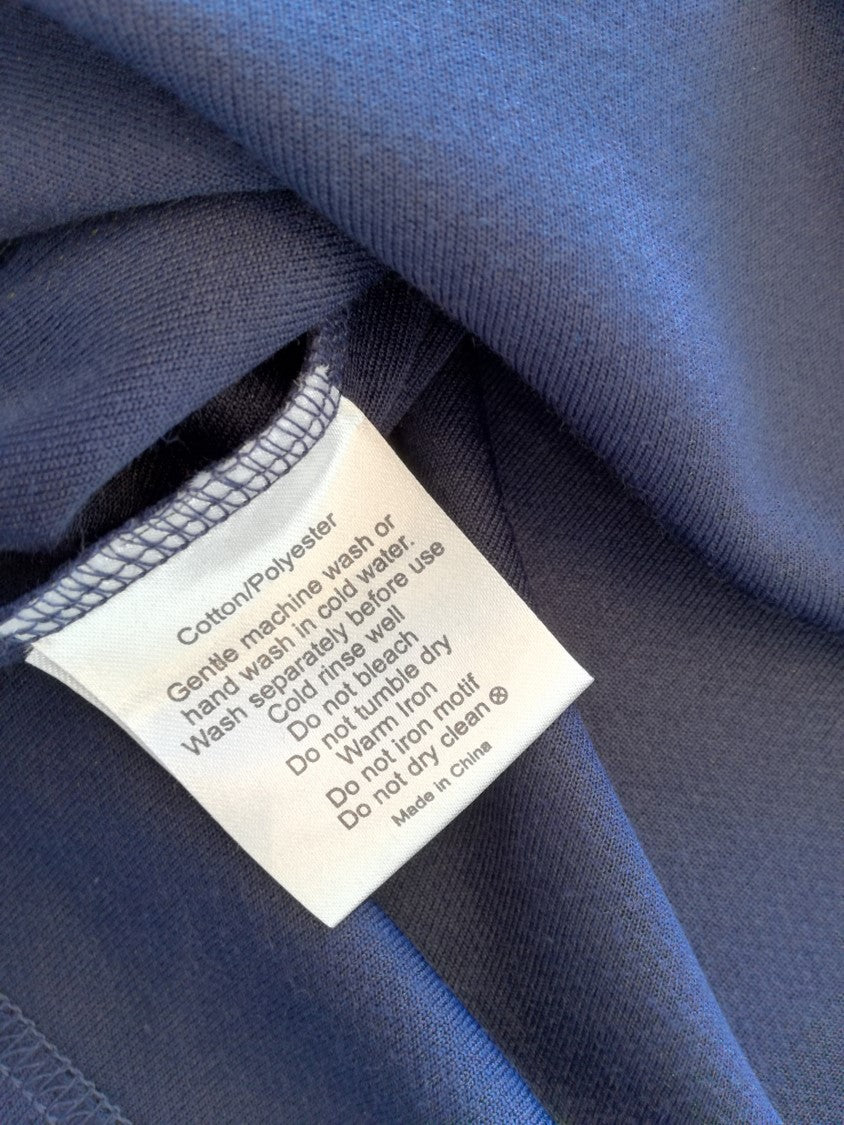 Cotton/Polyester
Gentle machine wash or
hand wash in cold water.
Wash separately before use
Cold rinse well
Do not bleach
Do not tumble dry
Warm Iron
Do not iron motif
Do not dry clean
Made in China